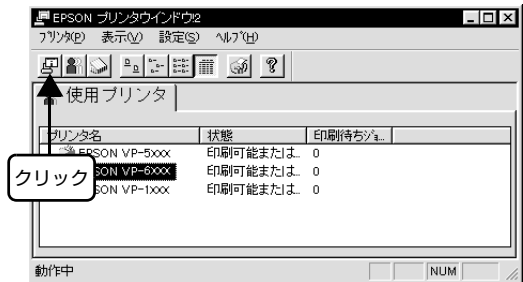 EPSON プリンタウインドウ!2
プリンタ(P) 表示(V) 設定(S) ヘルプ(H)
使用プリンタ
プリンタ名 状態 印刷待ちジョ...
EPSON VP-5xxx 印刷可能または... 0
SON VP-6xxx 印刷可能または... 0
SON VP-1xxx 印刷可能または... 0
クリック
動作中 NUM